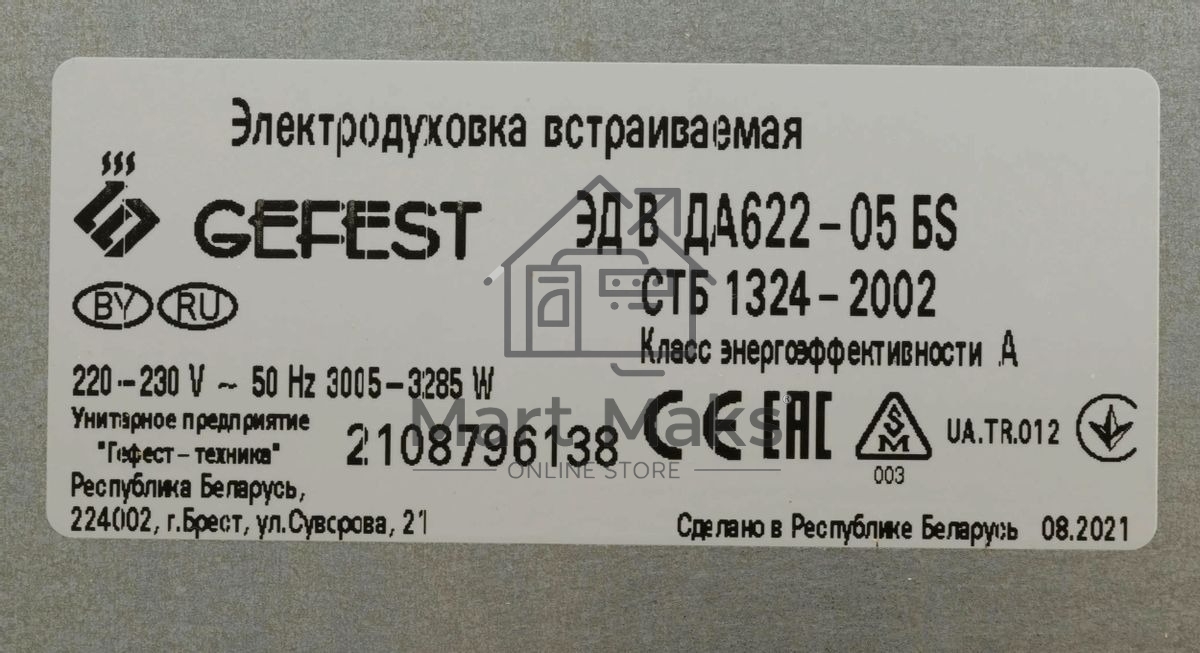 Электродуховка встраиваемая
GEFEST
ЭД В ДА622-05 БS
СТБ 1324-2002
BY RU
Класс энергоэффективности А
220-230 V ~ 50 Hz 3005-3285 W
Унитарное предприятие
"Гефест-техника"
2108796138
CE EAC
SM
003
UA.TR.012
Mart Maks
ONLINE STORE
Республика Беларусь,
224002, г.Брест, ул.Суворова, 21
Сделано в Республике Беларусь 08.2021